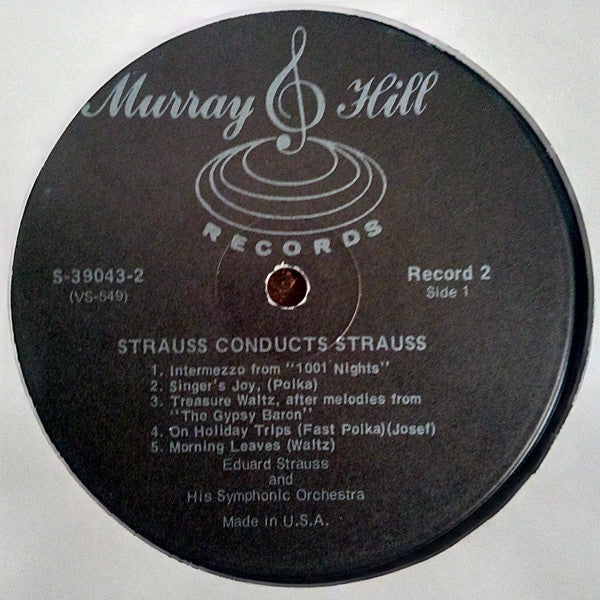 Murray Hill
RECORDS
S-39043-2
(VS-549)
Record 2
Side 1
STRAUSS CONDUCTS STRAUSS
1. Intermezzo from "1001 Nights"
2. Singer's Joy, (Polka)
3. Treasure Waltz, after melodies from
"The Gypsy Baron"
4. On Holiday Trips (Fast Polka)(Josef)
5. Morning Leaves (Waltz)
Eduard Strauss
and
His Symphonic Orchestra
Made in U.S.A.